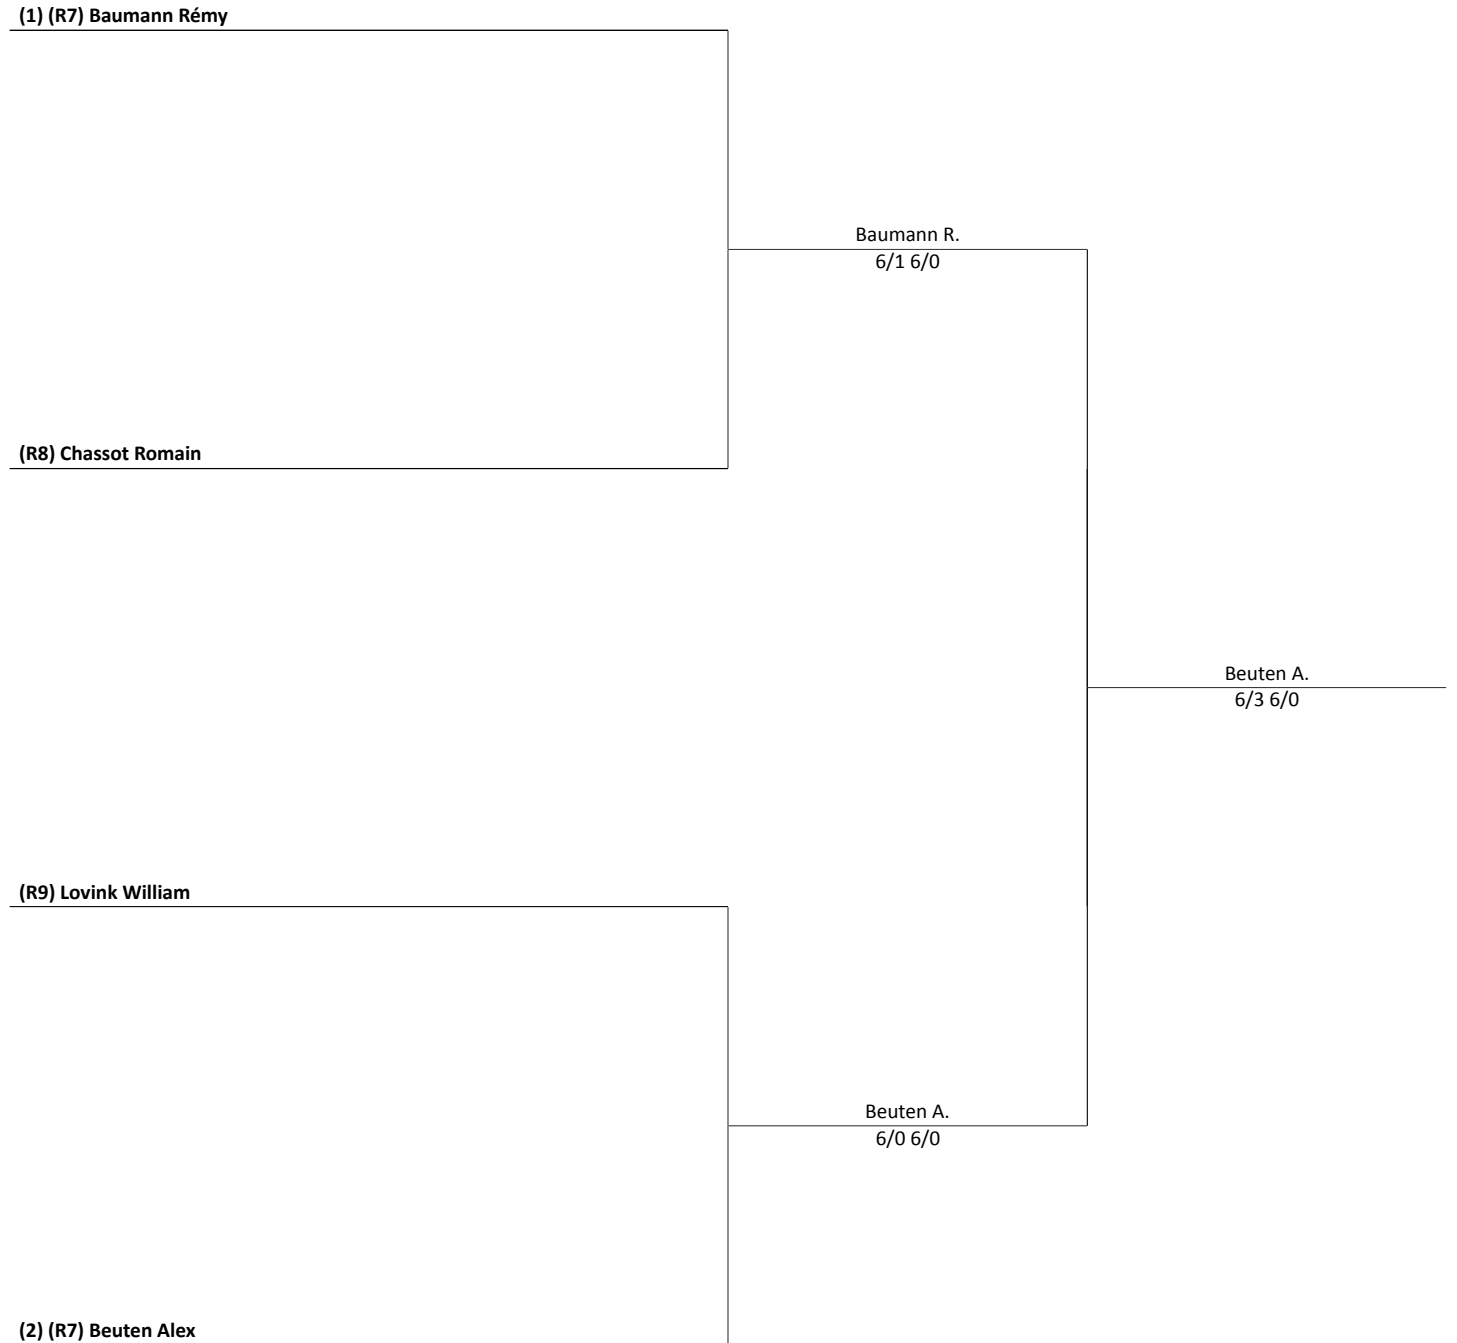 (1) (R7) Baumann Rémy
Baumann R.
6/1 6/0
(R8) Chassot Romain
Beuten A.
6/3 6/0
(R9) Lovink William
Beuten A.
6/0 6/0
(2) (R7) Beuten Alex